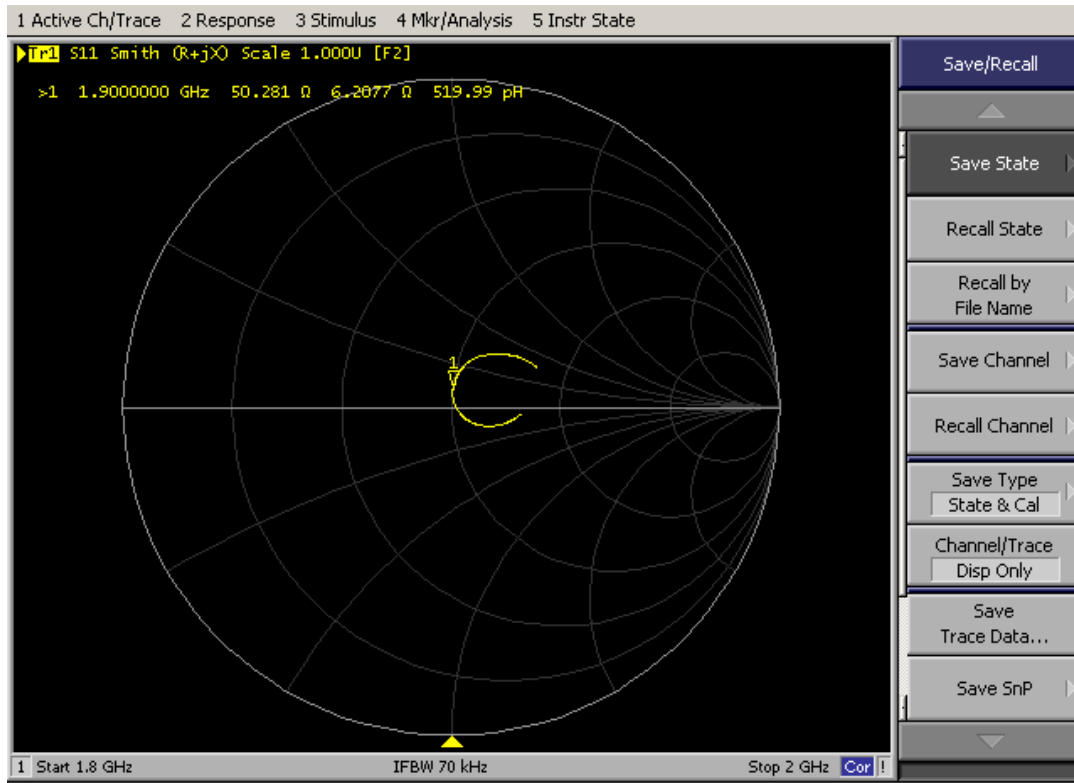 1 Active Ch/Trace 2 Response 3 Stimulus 4 Mkr/Analysis 5 Instr State
Tr1 S11 Smith (R+jX) Scale 1.000U [F2]
>1 1.9000000 GHz 50.281 Ω 6.2077 Ω 519.99 pH
1
1 Start 1.8 GHz IFBW 70 kHz Stop 2 GHz Cor !
Save/Recall
Save State
Recall State
Recall by
File Name
Save Channel
Recall Channel
Save Type
State & Cal
Channel/Trace
Disp Only
Save
Trace Data...
Save SnP